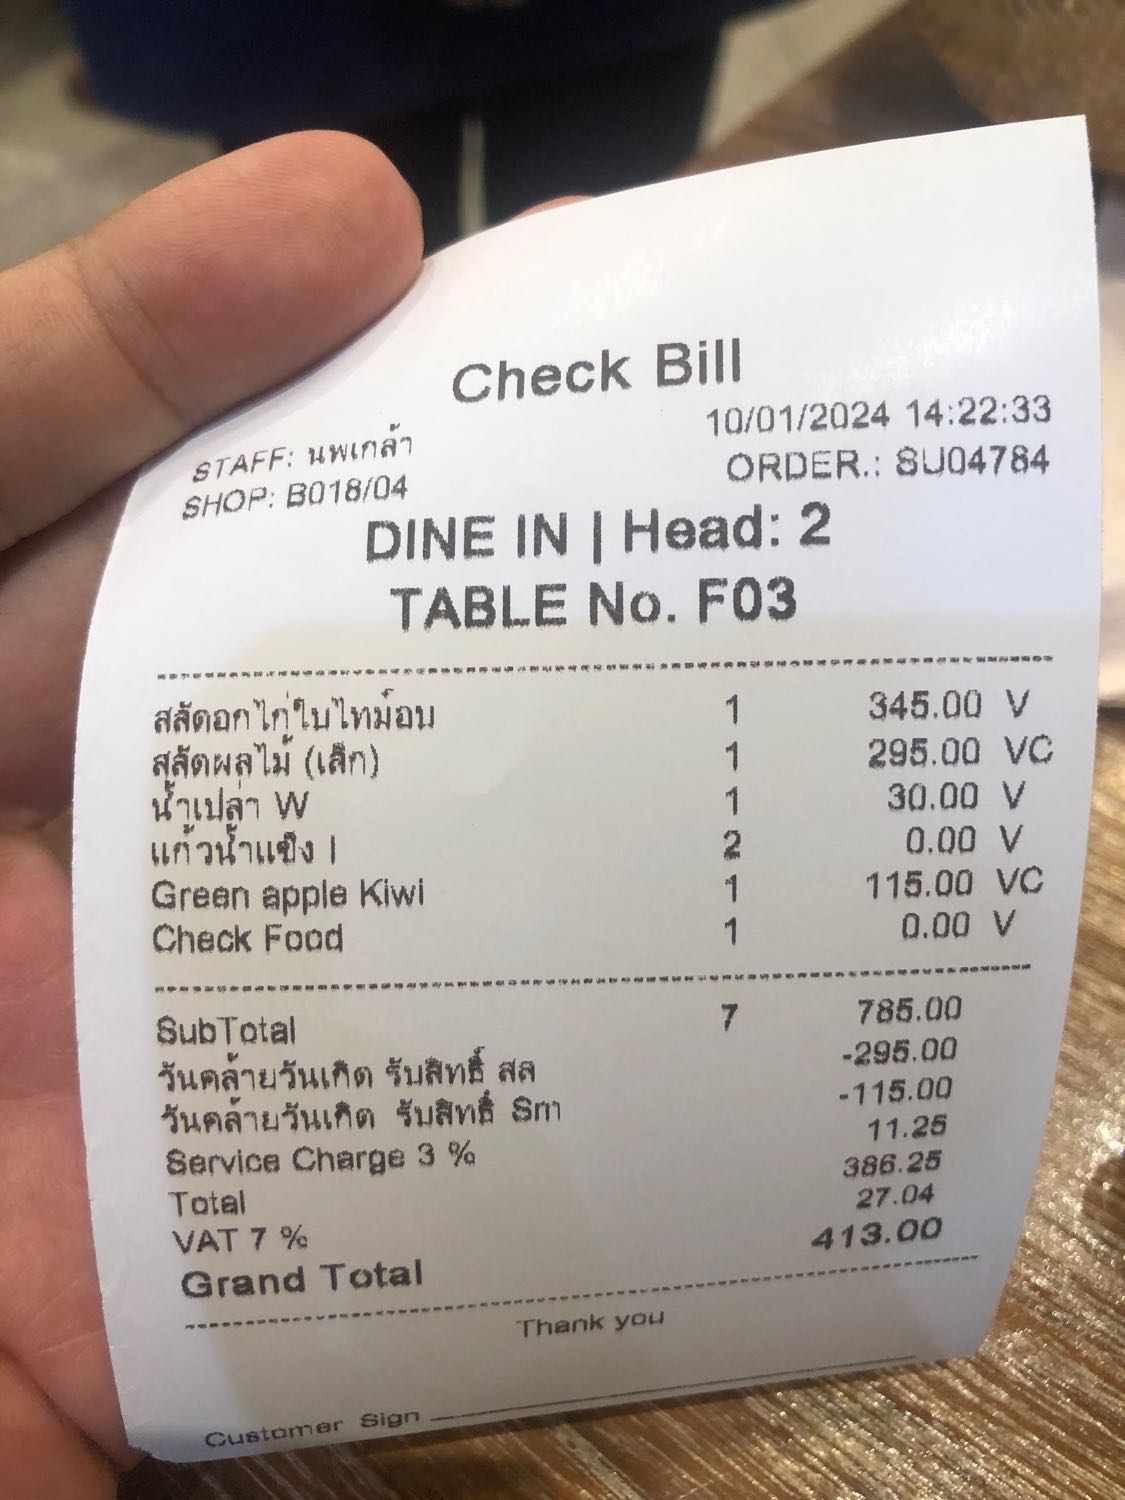 Check Bill
STAFF: นพเกล้า 10/01/2024 14:22:33
SHOP: B018/04 ORDER.: SU04784
DINE IN | Head: 2
TABLE No. F03
สลัดอกไก่ใบไทม์อบ 1 345.00 V
สลัดผลไม้ (เล็ก) 1 295.00 VC
น้ำเปล่า W 1 30.00 V
แก้วน้ำแข็ง I 2 0.00 V
Green apple Kiwi 1 115.00 VC
Check Food 1 0.00 V
SubTotal 7 785.00
วันคล้ายวันเกิด รับสิทธิ์ สล -295.00
วันคล้ายวันเกิด รับสิทธิ์ Sm -115.00
Service Charge 3 % 11.25
Total 386.25
VAT 7 % 27.04
Grand Total 413.00
Thank you
Customer Sign